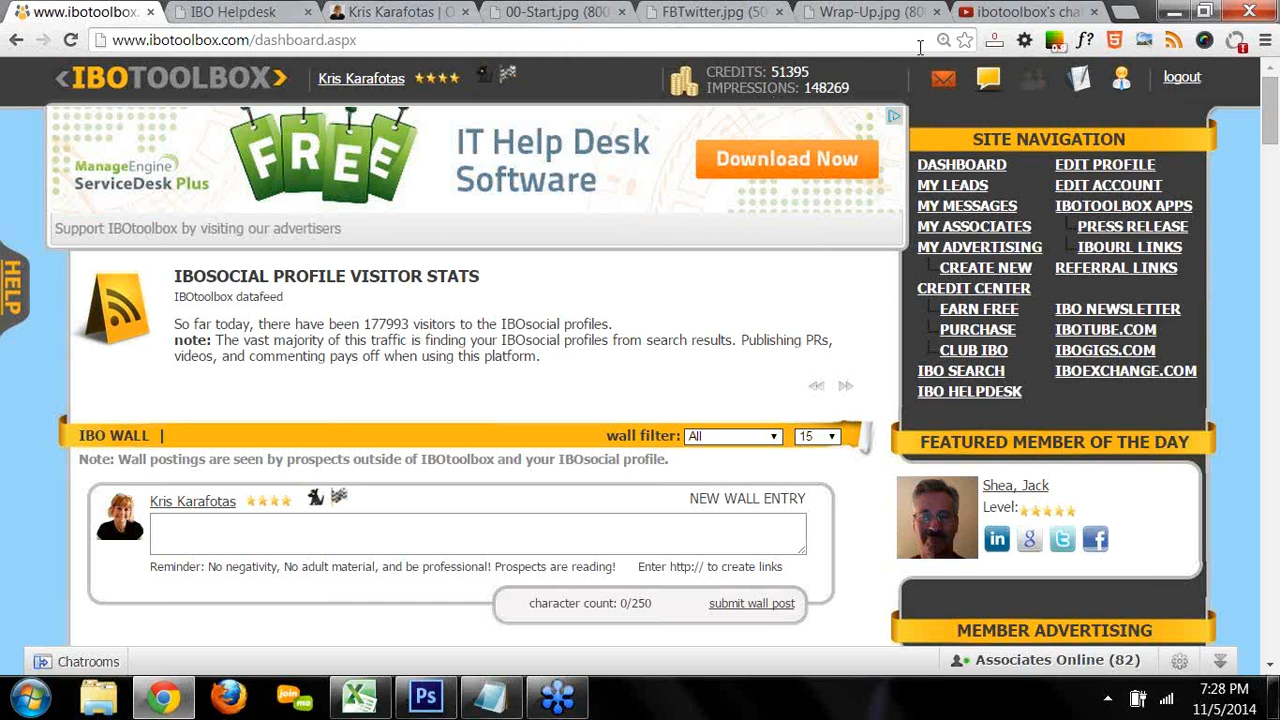 www.ibotoolbox.
IBO Helpdesk
Kris Karafotas | O
00-Start.jpg (800
FBTwitter.jpg (50
Wrap-Up.jpg (80
ibotoolbox's cha
www.ibotoolbox.com/dashboard.aspx
<IBOTOOLBOX>
Kris Karafotas
CREDITS: 51395
IMPRESSIONS: 148269
logout
FREE
ManageEngine
ServiceDesk Plus
IT Help Desk
Software
Download Now
Support IBOtoolbox by visiting our advertisers
HELP
IBOSOCIAL PROFILE VISITOR STATS
IBOtoolbox datafeed
So far today, there have been 177993 visitors to the IBOsocial profiles.
note: The vast majority of this traffic is finding your IBOsocial profiles from search results. Publishing PRs,
videos, and commenting pays off when using this platform.
IBO WALL |
wall filter: All 15
Note: Wall postings are seen by prospects outside of IBOtoolbox and your IBOsocial profile.
Kris Karafotas
NEW WALL ENTRY
Reminder: No negativity, No adult material, and be professional! Prospects are reading!
Enter http:// to create links
character count: 0/250
submit wall post
SITE NAVIGATION
DASHBOARD
MY LEADS
MY MESSAGES
MY ASSOCIATES
MY ADVERTISING
CREATE NEW
CREDIT CENTER
EARN FREE
PURCHASE
CLUB IBO
IBO SEARCH
IBO HELPDESK
EDIT PROFILE
EDIT ACCOUNT
IBOTOOLBOX APPS
PRESS RELEASE
IBOURL LINKS
REFERRAL LINKS
IBO NEWSLETTER
IBOTUBE.COM
IBOGIGS.COM
IBOEXCHANGE.COM
FEATURED MEMBER OF THE DAY
Shea, Jack
Level:
in
g
t
f
MEMBER ADVERTISING
Chatrooms
Associates Online (82)
join
me
Ps
7:28 PM
11/5/2014